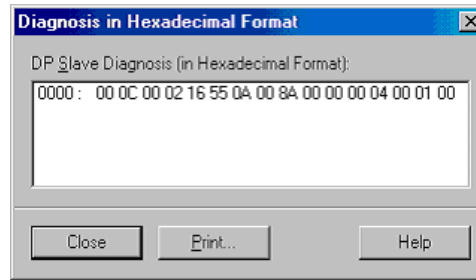 Diagnosis in Hexadecimal Format
DP Slave Diagnosis (in Hexadecimal Format):
0000 : 00 0C 00 02 16 55 0A 00 8A 00 00 00 04 00 01 00
Close Print... Help